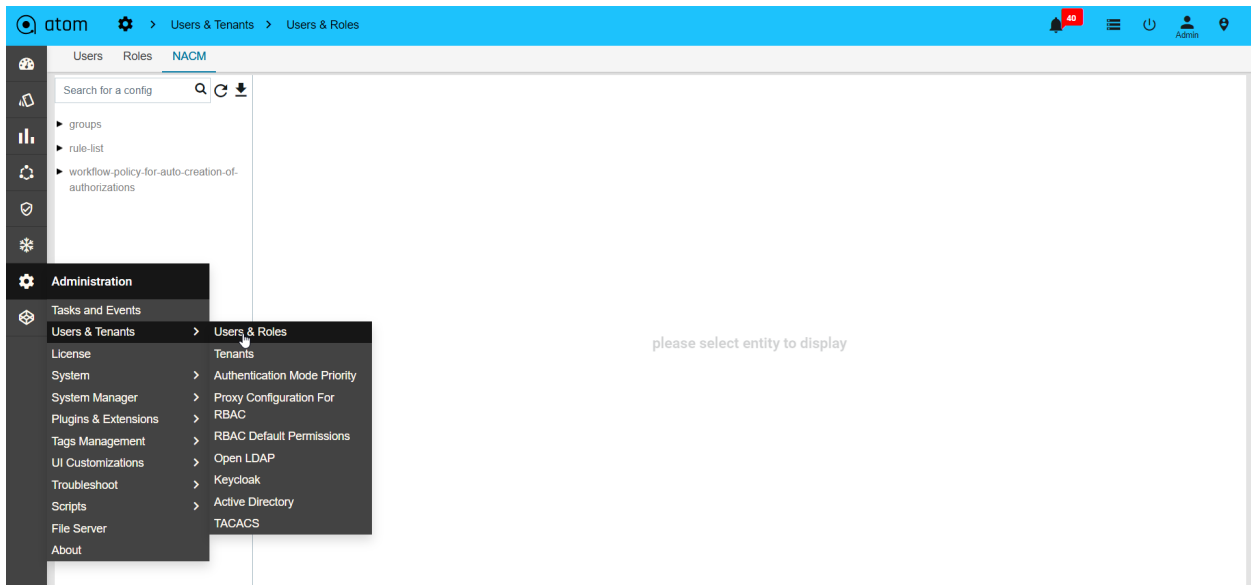 atom
Users & Tenants
Users & Roles
40
Admin
Users
Roles
NACM
Search for a config
groups
rule-list
workflow-policy-for-auto-creation-of-
authorizations
please select entity to display
Administration
Tasks and Events
Users & Tenants
License
System
System Manager
Plugins & Extensions
Tags Management
UI Customizations
Troubleshoot
Scripts
File Server
About
Users & Roles
Tenants
Authentication Mode Priority
Proxy Configuration For
RBAC
RBAC Default Permissions
Open LDAP
Keycloak
Active Directory
TACACS